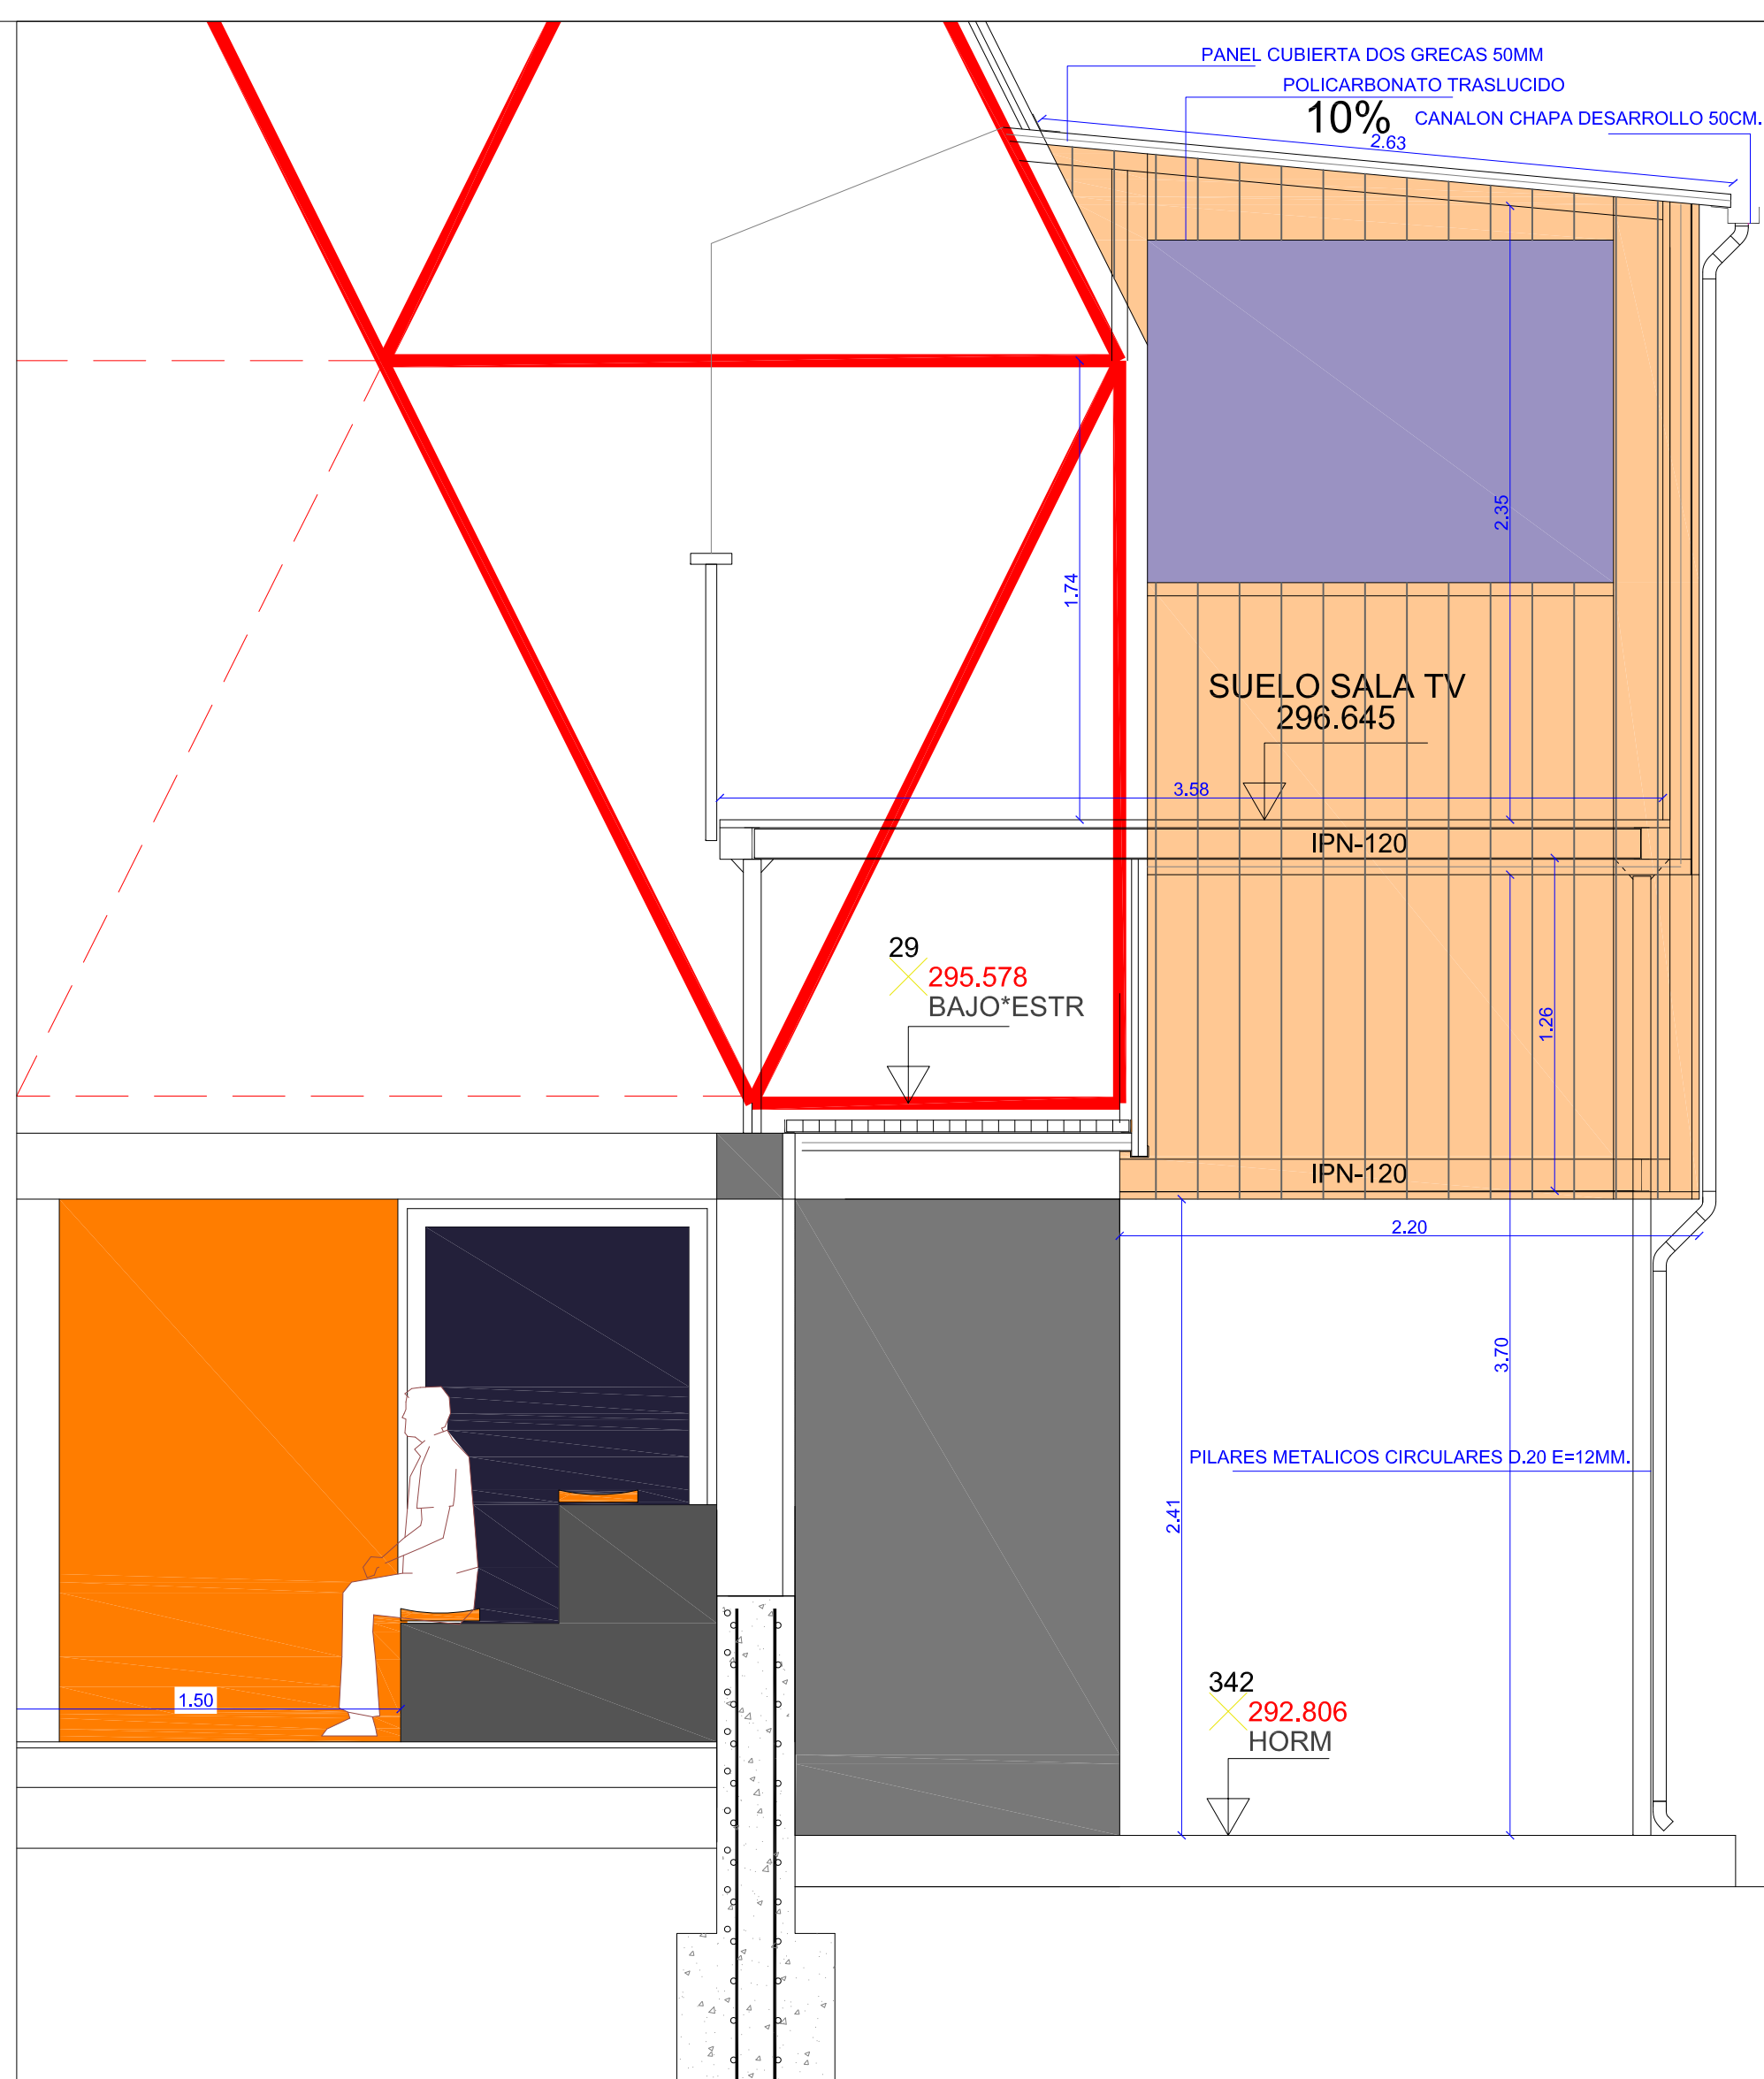 PANEL CUBIERTA DOS GRECAS 50MM
POLICARBONATO TRASLUCIDO
10%
CANALON CHAPA DESARROLLO 50CM.
2.63
2.35
1.74
SUELO SALA TV
296.645
3.58
IPN-120
29
295.578
BAJO*ESTR
1.26
IPN-120
2.20
3.70
PILARES METALICOS CIRCULARES D.20 E=12MM.
2.41
1.50
342
292.806
HORM